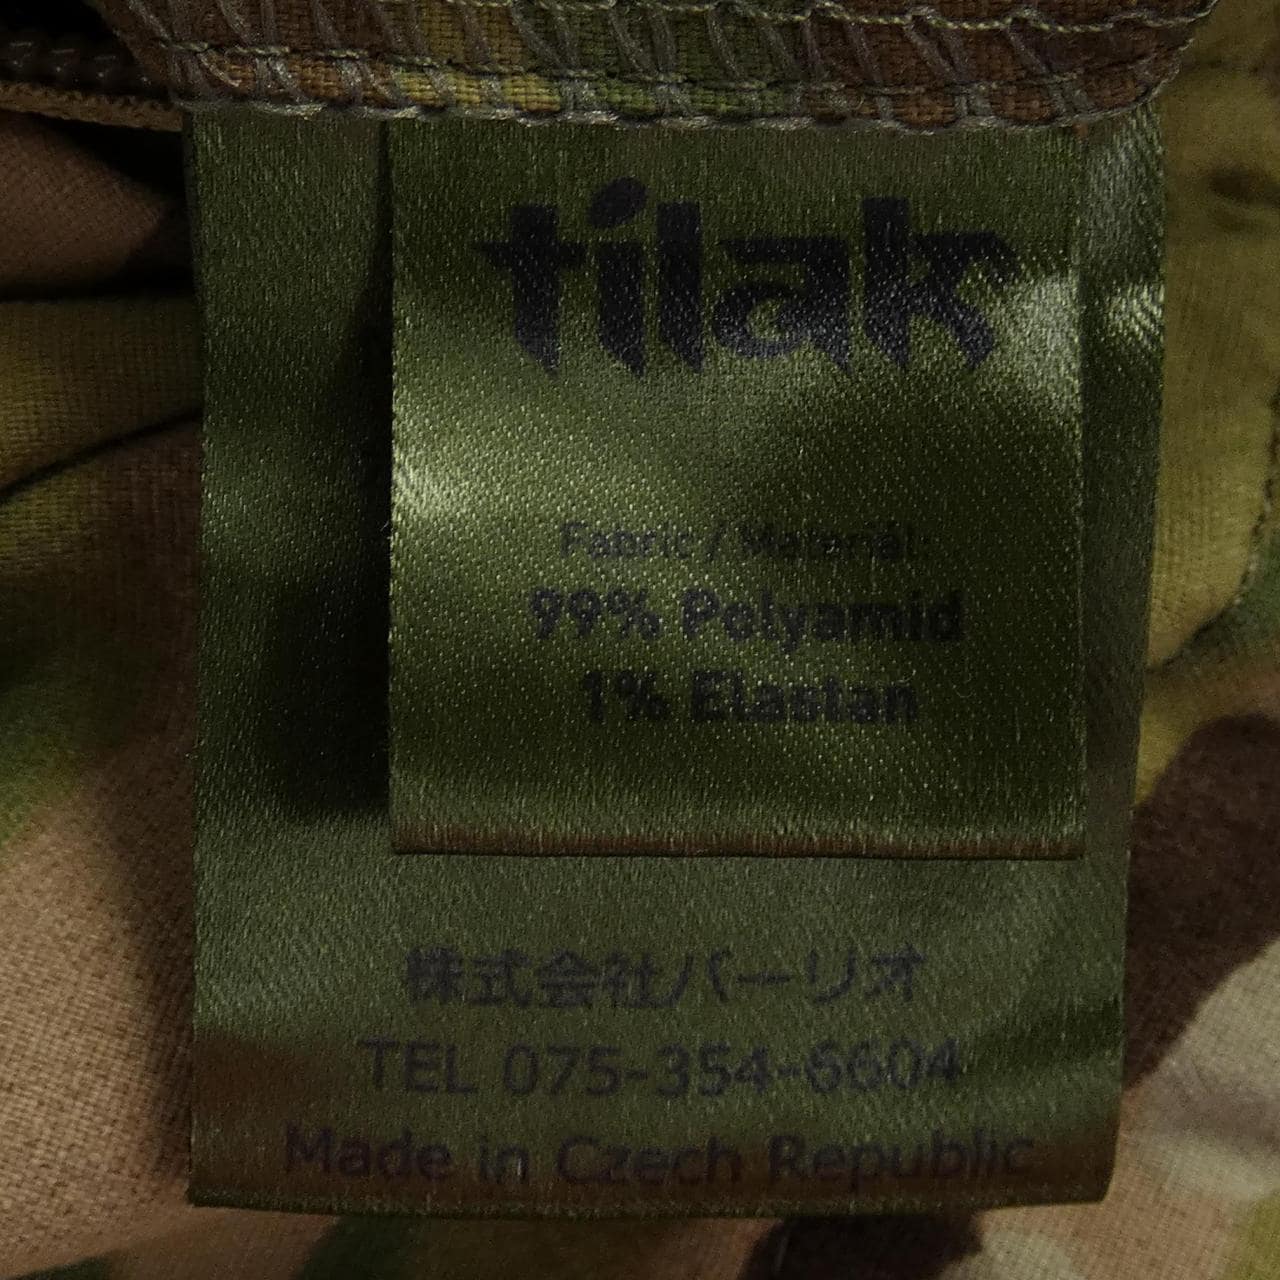 tilak
Fabric / Materiál:
99% Polyamid
1% Elastan
株式会社バーリオ
TEL 075-354-6604
Made in Czech Republic